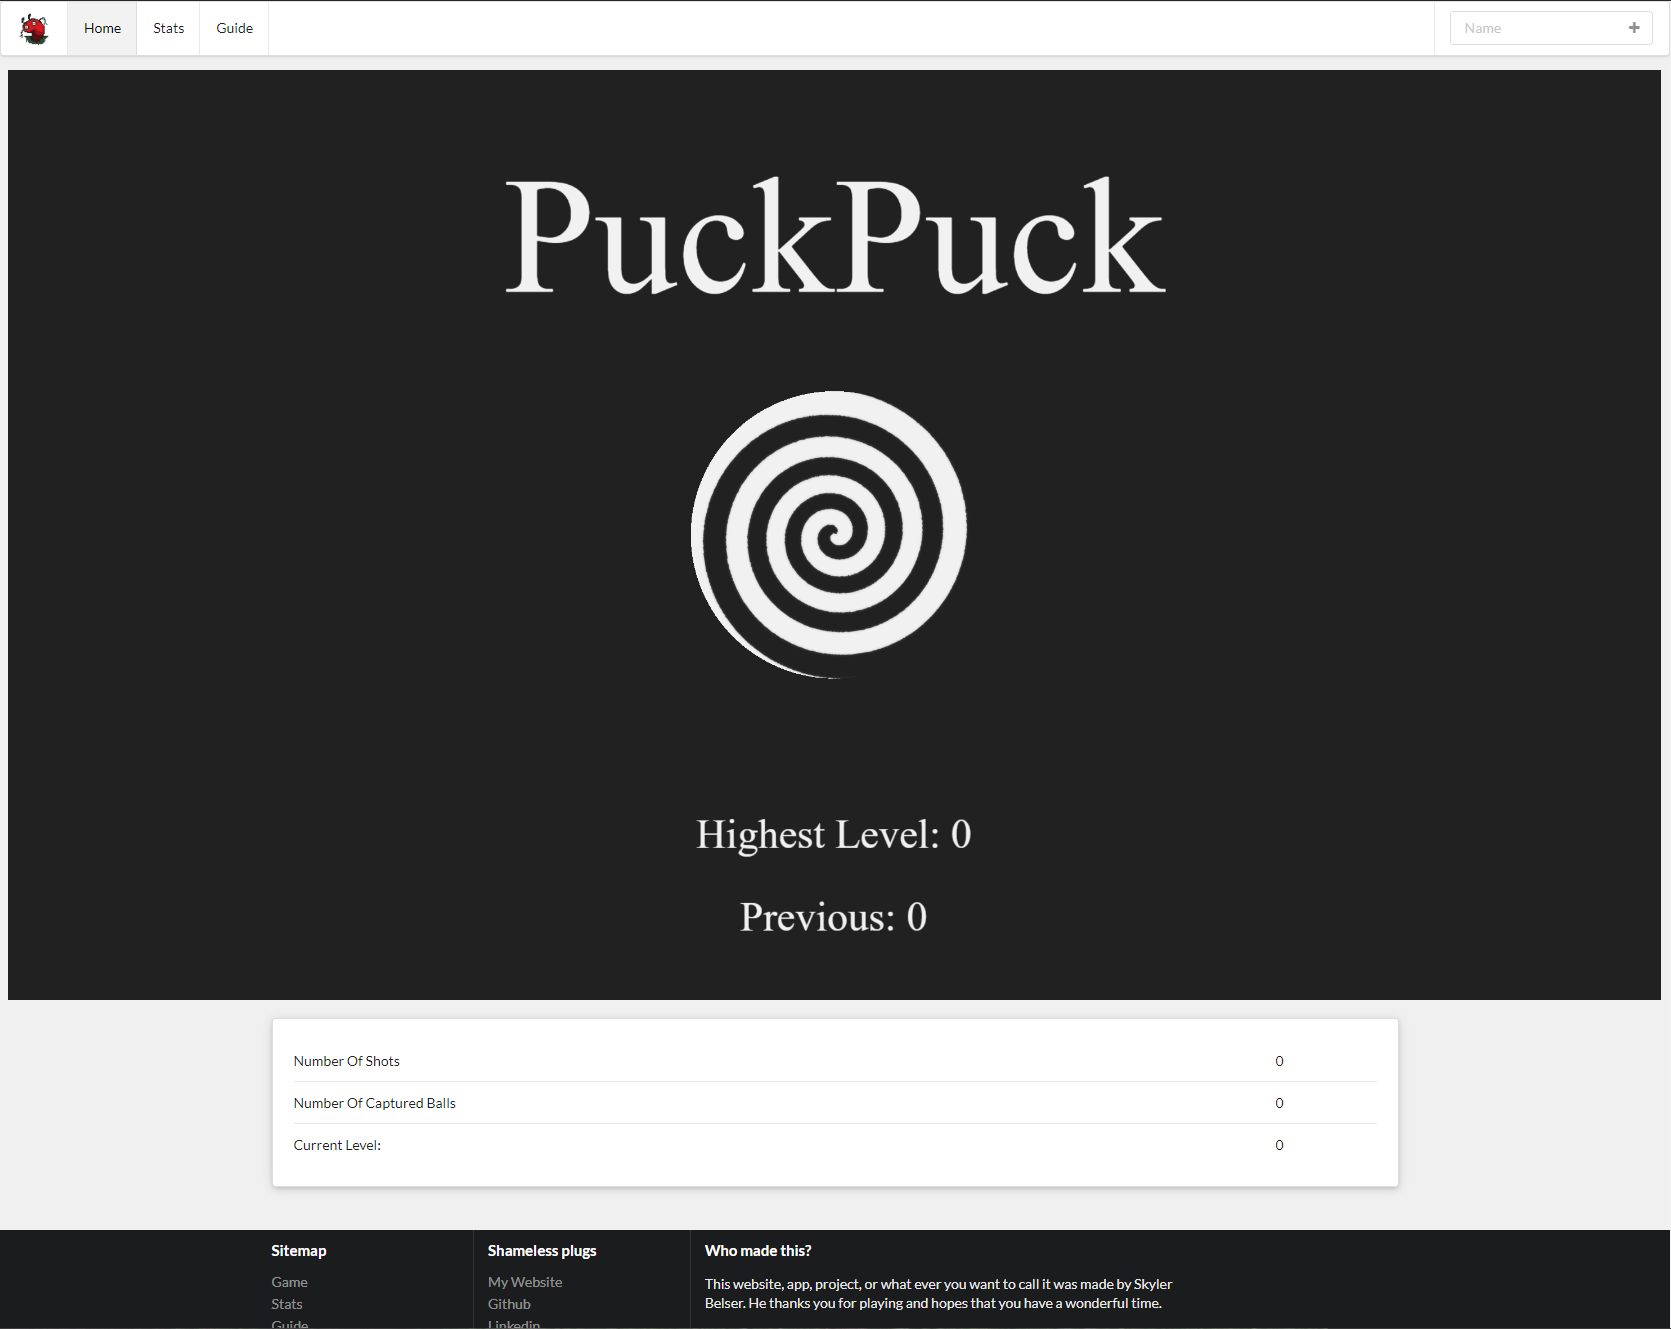 Home Stats Guide Name
PuckPuck
Highest Level: 0
Previous: 0
Number Of Shots 0
Number Of Captured Balls 0
Current Level: 0
Sitemap
Game
Stats
Guide
Shameless plugs
My Website
Github
Linkedin
Who made this?
This website, app, project, or what ever you want to call it was made by Skyler
Belser. He thanks you for playing and hopes that you have a wonderful time.